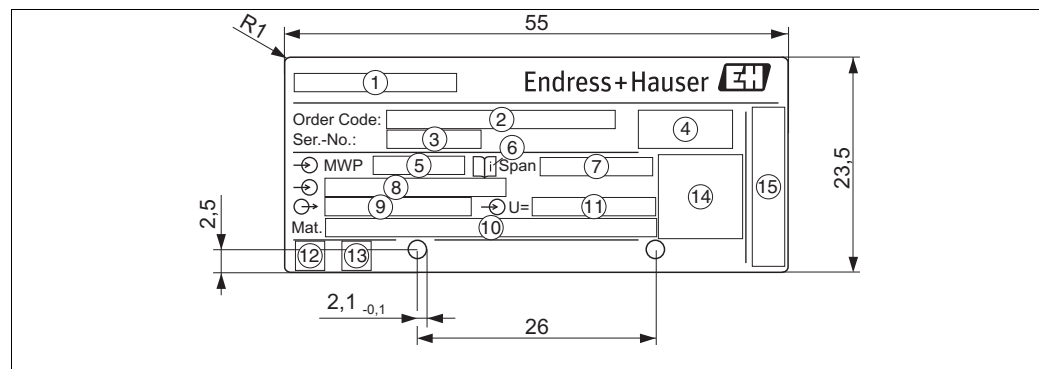 R1
55
1
Endress+Hauser EH
Order Code: 2
4
Ser.-No.: 3
6
MWP 5 i Span 7
8
9 U= 11
14
15
Mat. 10
12 13
2,5
23,5
2,1 -0,1
26